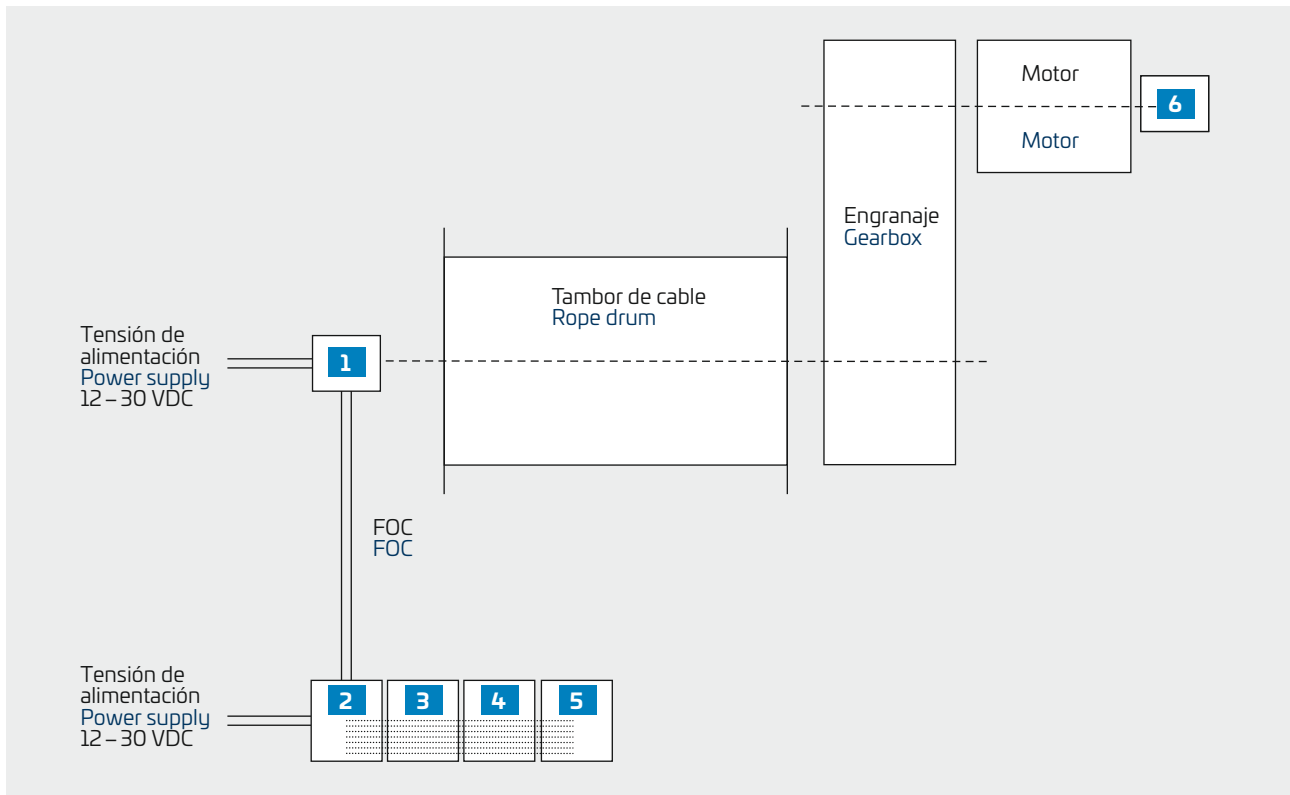 Motor
6
Motor
Engranaje
Gearbox
Tambor de cable
Rope drum
Tensión de
alimentación
Power supply
12 – 30 VDC
1
FOC
FOC
Tensión de
alimentación
Power supply
12 – 30 VDC
2 3 4 5